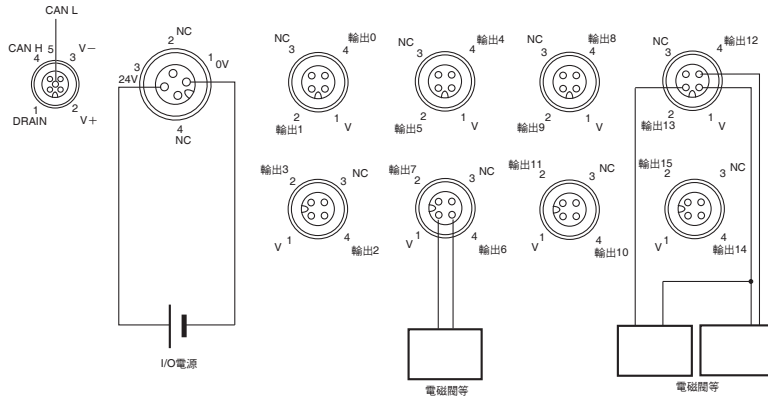 CAN L
CAN H 4 5 3 V−
1 2
DRAIN V+
NC
2
3 1 0V
24V
4
NC
I/O電源
NC 輸出0
3 4
2 1
輸出1 V
NC 輸出4
3 4
2 1
輸出5 V
NC 輸出8
3 4
2 1
輸出9 V
NC 輸出12
3 4
輸出13 2 1
V
輸出3
2 3 NC
V 1 4
輸出2
輸出7
2 3 NC
V 1 4
輸出6
輸出11
2 3 NC
V 1 4
輸出10
輸出15
2 3 NC
V 1 4
輸出14
電磁閥等
電磁閥等